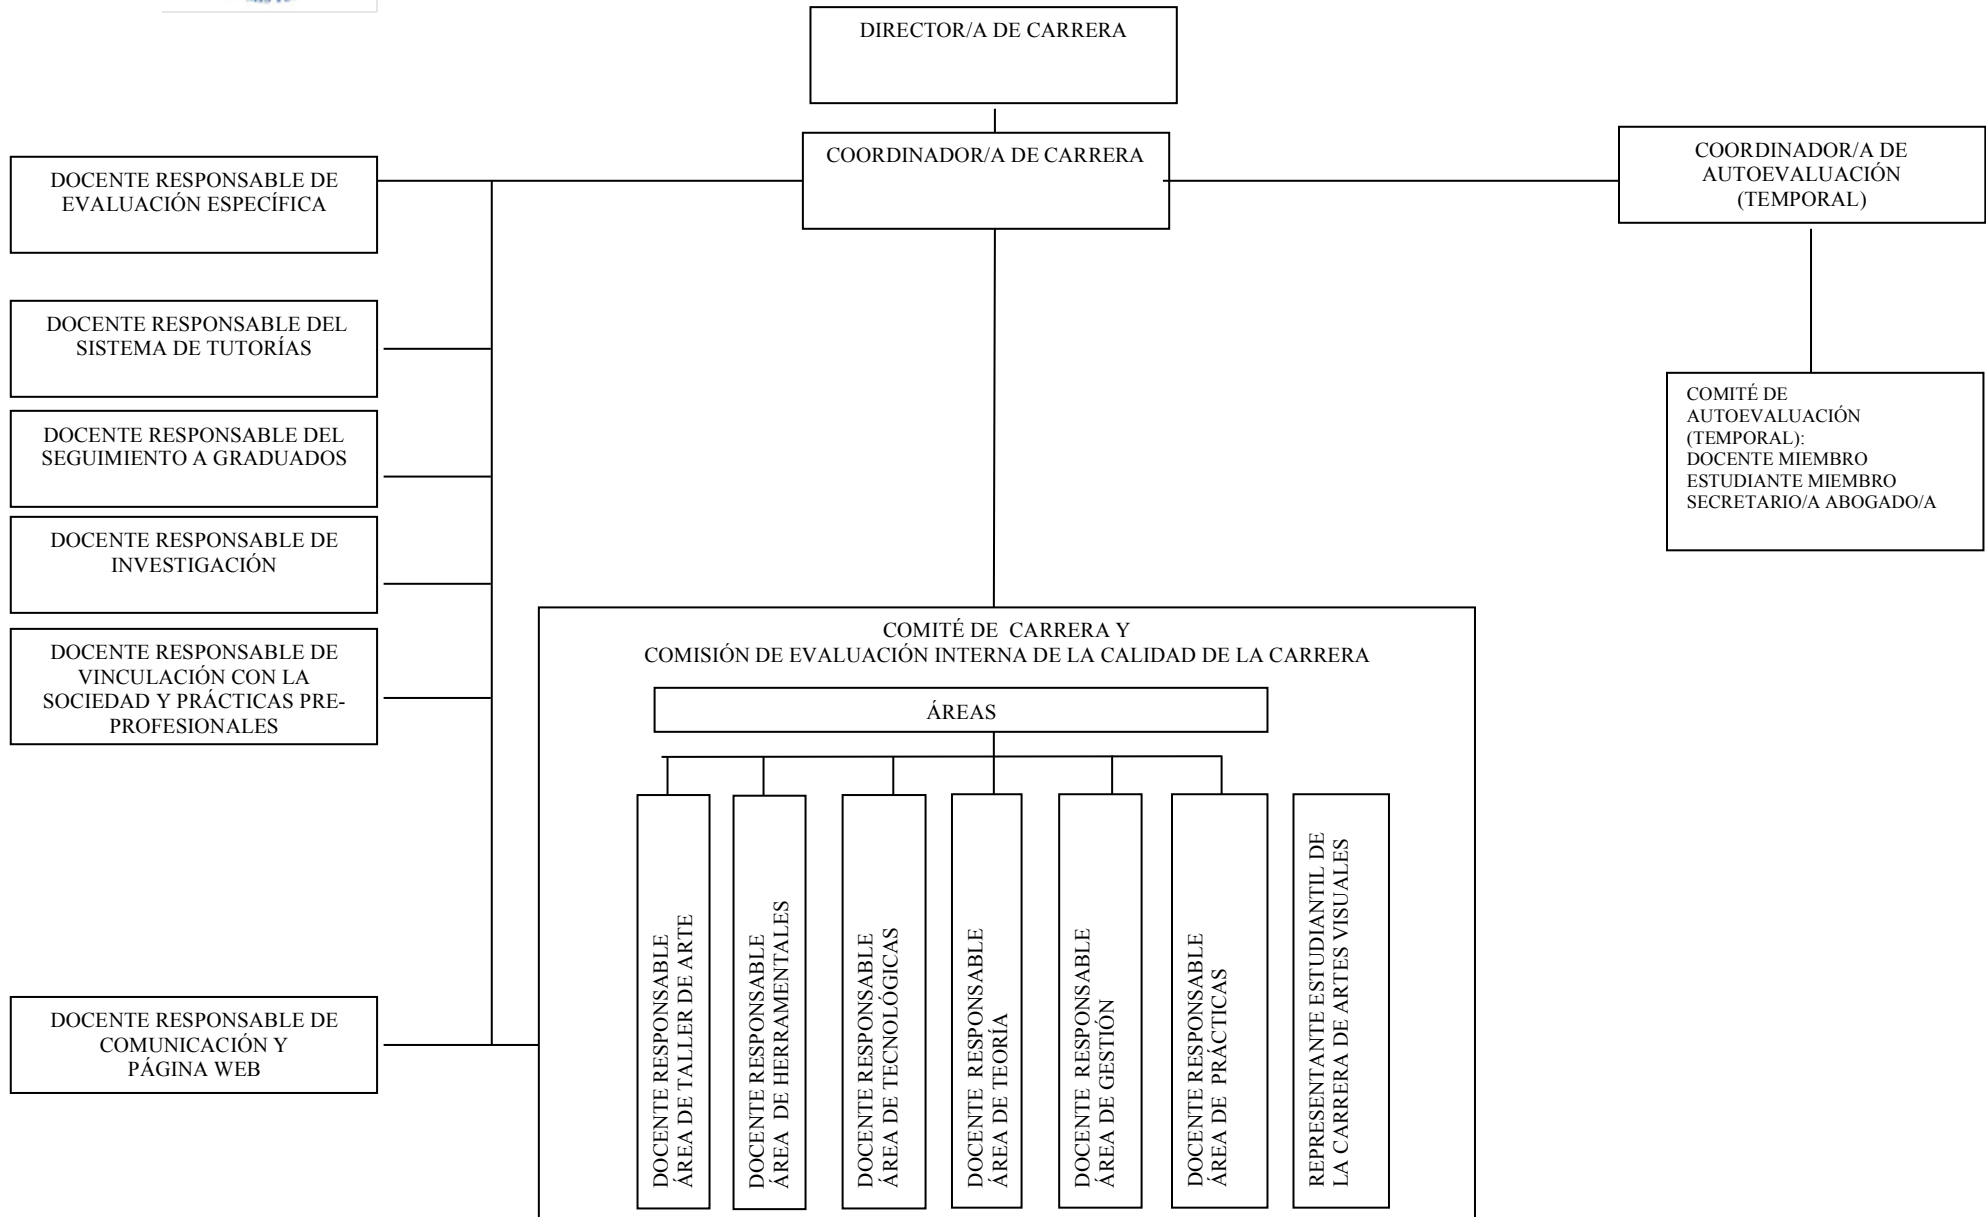 DIRECTOR/A DE CARRERA
COORDINADOR/A DE CARRERA
COORDINADOR/A DE
AUTOEVALUACIÓN
(TEMPORAL)
DOCENTE RESPONSABLE DE
EVALUACIÓN ESPECÍFICA
DOCENTE RESPONSABLE DEL
SISTEMA DE TUTORÍAS
DOCENTE RESPONSABLE DEL
SEGUIMIENTO A GRADUADOS
DOCENTE RESPONSABLE DE
INVESTIGACIÓN
DOCENTE RESPONSABLE DE
VINCULACIÓN CON LA
SOCIEDAD Y PRÁCTICAS PRE-
PROFESIONALES
DOCENTE RESPONSABLE DE
COMUNICACIÓN Y
PÁGINA WEB
COMITÉ DE
AUTOEVALUACIÓN
(TEMPORAL):
DOCENTE MIEMBRO
ESTUDIANTE MIEMBRO
SECRETARIO/A ABOGADO/A
COMITÉ DE CARRERA Y
COMISIÓN DE EVALUACIÓN INTERNA DE LA CALIDAD DE LA CARRERA
ÁREAS
DOCENTE RESPONSABLE
ÁREA DE TALLER DE ARTE
DOCENTE RESPONSABLE
ÁREA DE HERRAMENTALES
DOCENTE RESPONSABLE
ÁREA DE TECNOLÓGICAS
DOCENTE RESPONSABLE
ÁREA DE TEORÍA
DOCENTE RESPONSABLE
ÁREA DE GESTIÓN
DOCENTE RESPONSABLE
ÁREA DE PRÁCTICAS
REPRESENTANTE ESTUDIANTIL DE
LA CARRERA DE ARTES VISUALES